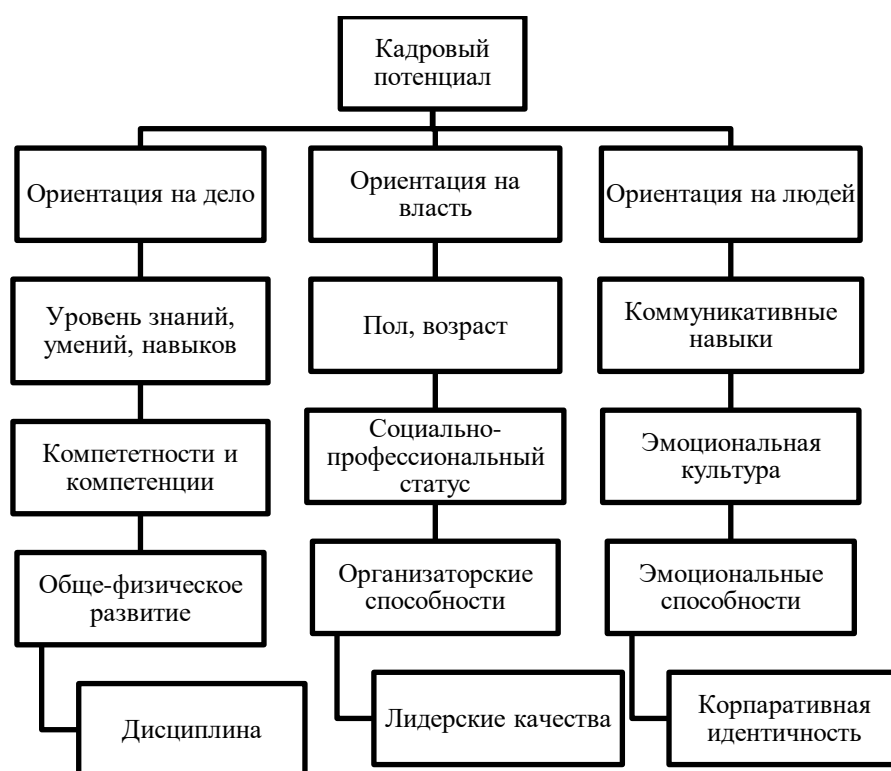 Кадровый
потенциал
Ориентация на дело
Ориентация на
власть
Ориентация на людей
Уровень знаний,
умений, навыков
Пол, возраст
Коммуникативные
навыки
Компететности и
компетенции
Социально-
профессиональный
статус
Эмоциональная
культура
Обще-физическое
развитие
Организаторские
способности
Эмоциональные
способности
Дисциплина
Лидерские качества
Корпаративная
идентичность